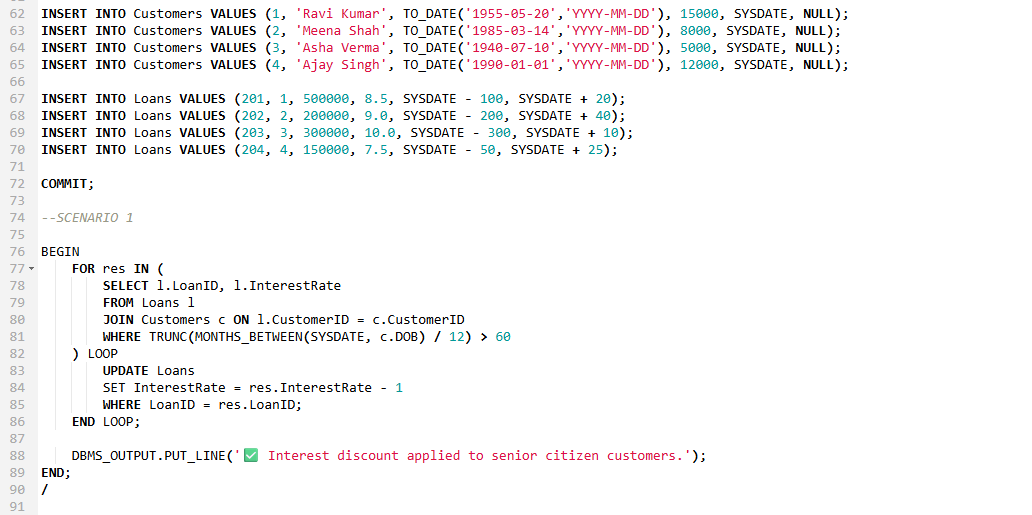 62 INSERT INTO Customers VALUES (1, 'Ravi Kumar', TO_DATE('1955-05-20','YYYY-MM-DD'), 15000, SYSDATE, NULL);
63 INSERT INTO Customers VALUES (2, 'Meena Shah', TO_DATE('1985-03-14','YYYY-MM-DD'), 8000, SYSDATE, NULL);
64 INSERT INTO Customers VALUES (3, 'Asha Verma', TO_DATE('1940-07-10','YYYY-MM-DD'), 5000, SYSDATE, NULL);
65 INSERT INTO Customers VALUES (4, 'Ajay Singh', TO_DATE('1990-01-01','YYYY-MM-DD'), 12000, SYSDATE, NULL);
66
67 INSERT INTO Loans VALUES (201, 1, 500000, 8.5, SYSDATE - 100, SYSDATE + 20);
68 INSERT INTO Loans VALUES (202, 2, 200000, 9.0, SYSDATE - 200, SYSDATE + 40);
69 INSERT INTO Loans VALUES (203, 3, 300000, 10.0, SYSDATE - 300, SYSDATE + 10);
70 INSERT INTO Loans VALUES (204, 4, 150000, 7.5, SYSDATE - 50, SYSDATE + 25);
71
72 COMMIT;
73
74 --SCENARIO 1
75
76 BEGIN
77 FOR res IN (
78 SELECT l.LoanID, l.InterestRate
79 FROM Loans l
80 JOIN Customers c ON l.CustomerID = c.CustomerID
81 WHERE TRUNC(MONTHS_BETWEEN(SYSDATE, c.DOB) / 12) > 60
82 ) LOOP
83 UPDATE Loans
84 SET InterestRate = res.InterestRate - 1
85 WHERE LoanID = res.LoanID;
86 END LOOP;
87
88 DBMS_OUTPUT.PUT_LINE('✅ Interest discount applied to senior citizen customers.');
89 END;
90 /
91